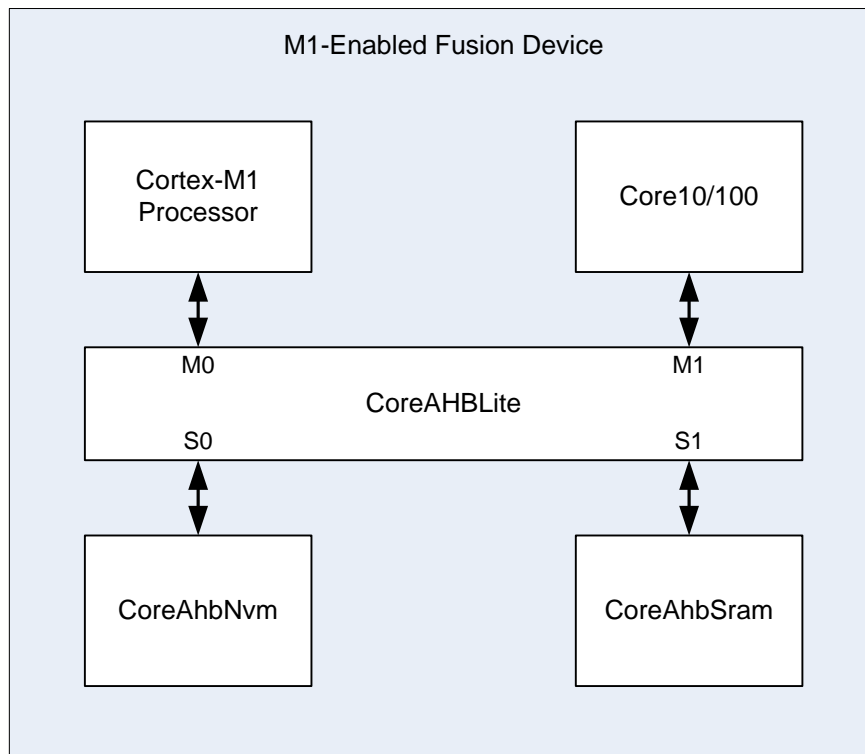 M1-Enabled Fusion Device
Cortex-M1
Processor
Core10/100
M0
M1
CoreAHBLite
S0
S1
CoreAhbNvm
CoreAhbSram